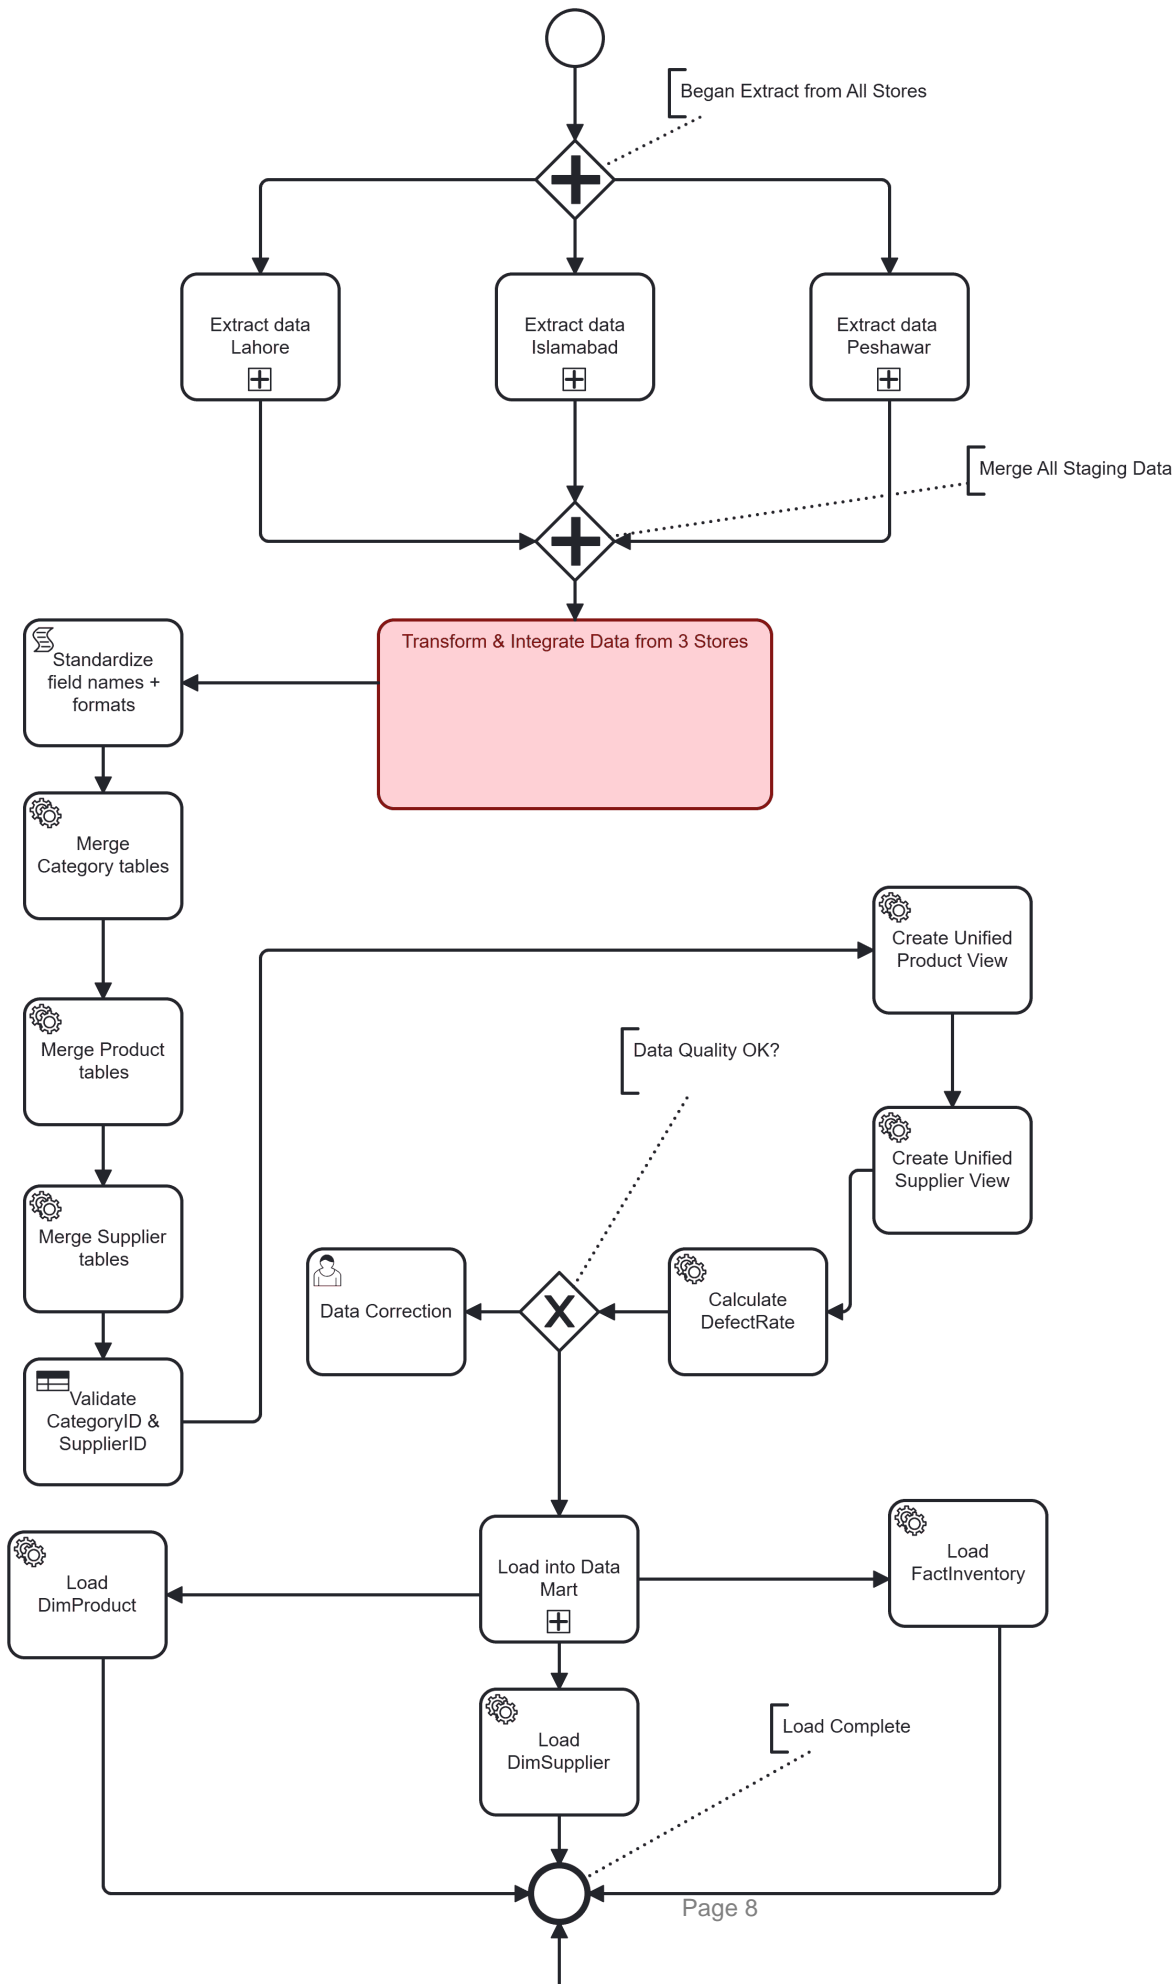 Began Extract from All Stores
Extract data
Lahore
Extract data
Islamabad
Extract data
Peshawar
Merge All Staging Data
Transform & Integrate Data from 3 Stores
Standardize
field names +
formats
Merge
Category tables
Merge Product
tables
Merge Supplier
tables
Validate
CategoryID &
SupplierID
Create Unified
Product View
Create Unified
Supplier View
Calculate
DefectRate
Data Quality OK?
X
Data Correction
Load into Data
Mart
Load
DimProduct
Load
DimSupplier
Load
FactInventory
Load Complete
Page 8